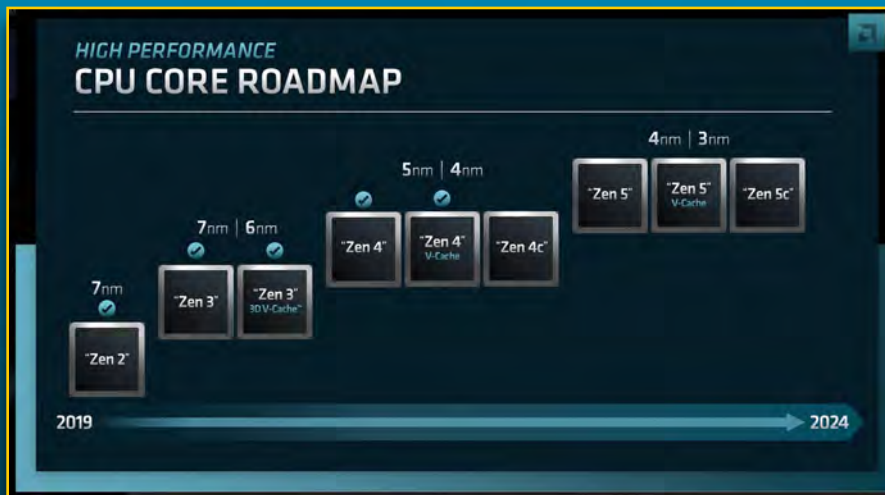 HIGH PERFORMANCE
CPU CORE ROADMAP
7nm
"Zen 2"
7nm | 6nm
"Zen 3"
"Zen 3"
3D V-Cache™
5nm | 4nm
"Zen 4"
"Zen 4"
V-Cache
"Zen 4c"
4nm | 3nm
"Zen 5"
"Zen 5"
V-Cache
"Zen 5c"
2019
2024